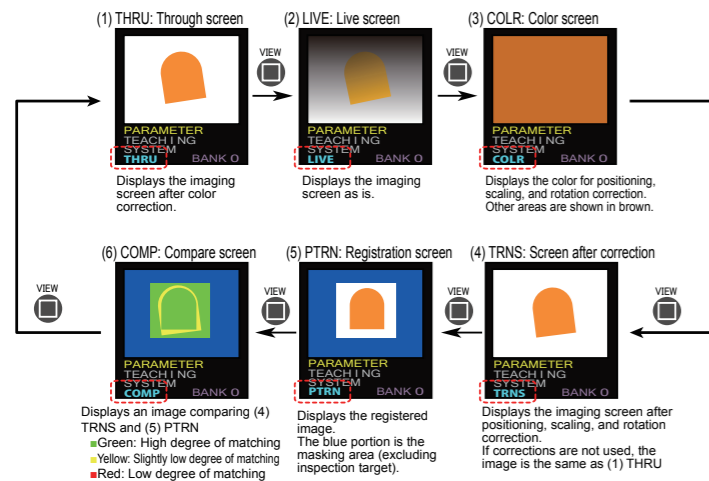 (1) THRU: Through screen
VIEW
(2) LIVE: Live screen
VIEW
(3) COLR: Color screen
PARAMETER
TEACHING
SYSTEM
THRU BANK 0
PARAMETER
TEACHING
SYSTEM
LIVE BANK 0
PARAMETER
TEACHING
SYSTEM
COLR BANK 0
Displays the imaging
screen after color
correction.
Displays the imaging
screen as is.
Displays the color for positioning,
scaling, and rotation correction.
Other areas are shown in brown.
(6) COMP: Compare screen
(5) PTRN: Registration screen
(4) TRNS: Screen after correction
VIEW
VIEW
VIEW
VIEW
PARAMETER
TEACHING
SYSTEM
COMP BANK 0
PARAMETER
TEACHING
SYSTEM
PTRN BANK 0
PARAMETER
TEACHING
SYSTEM
TRNS BANK 0
Displays an image comparing (4)
TRNS and (5) PTRN
Green: High degree of matching
Yellow: Slightly low degree of matching
Red: Low degree of matching
Displays the registered
image.
The blue portion is the
masking area (excluding
inspection target).
Displays the imaging screen after
positioning, scaling, and rotation
correction.
If corrections are not used, the
image is the same as (1) THRU